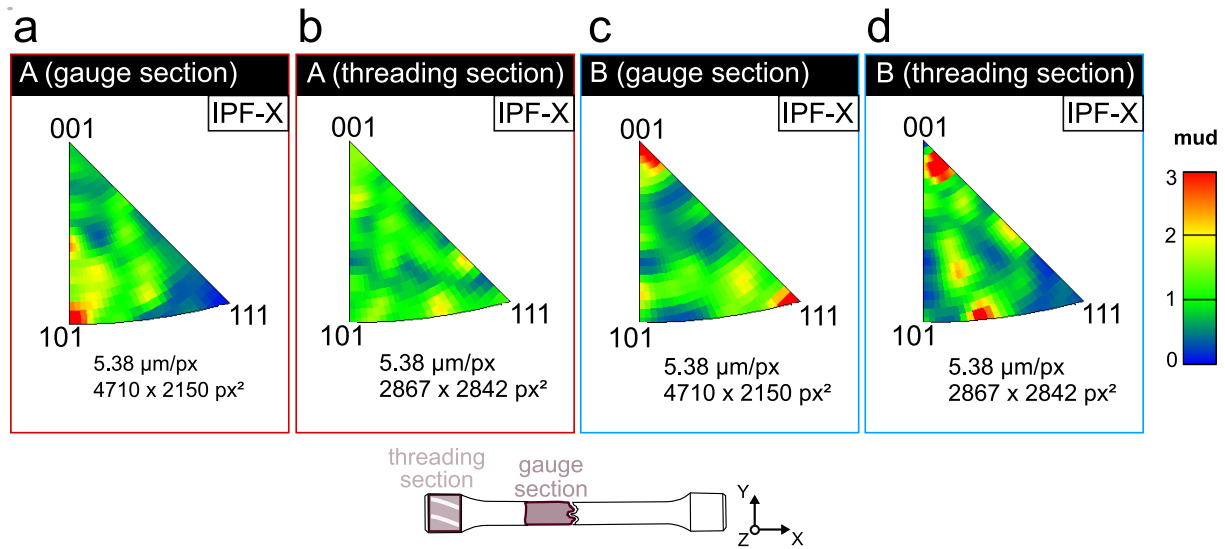 a
b
c
d
A (gauge section)
A (threading section)
B (gauge section)
B (threading section)
IPF-X
IPF-X
IPF-X
IPF-X
mud
001
001
001
001
3
2
1
0
101
111
101
111
101
111
101
111
5.38 µm/px
4710 x 2150 px²
5.38 µm/px
2867 x 2842 px²
5.38 µm/px
4710 x 2150 px²
5.38 µm/px
2867 x 2842 px²
threading
section
gauge
section
Y
Z
X